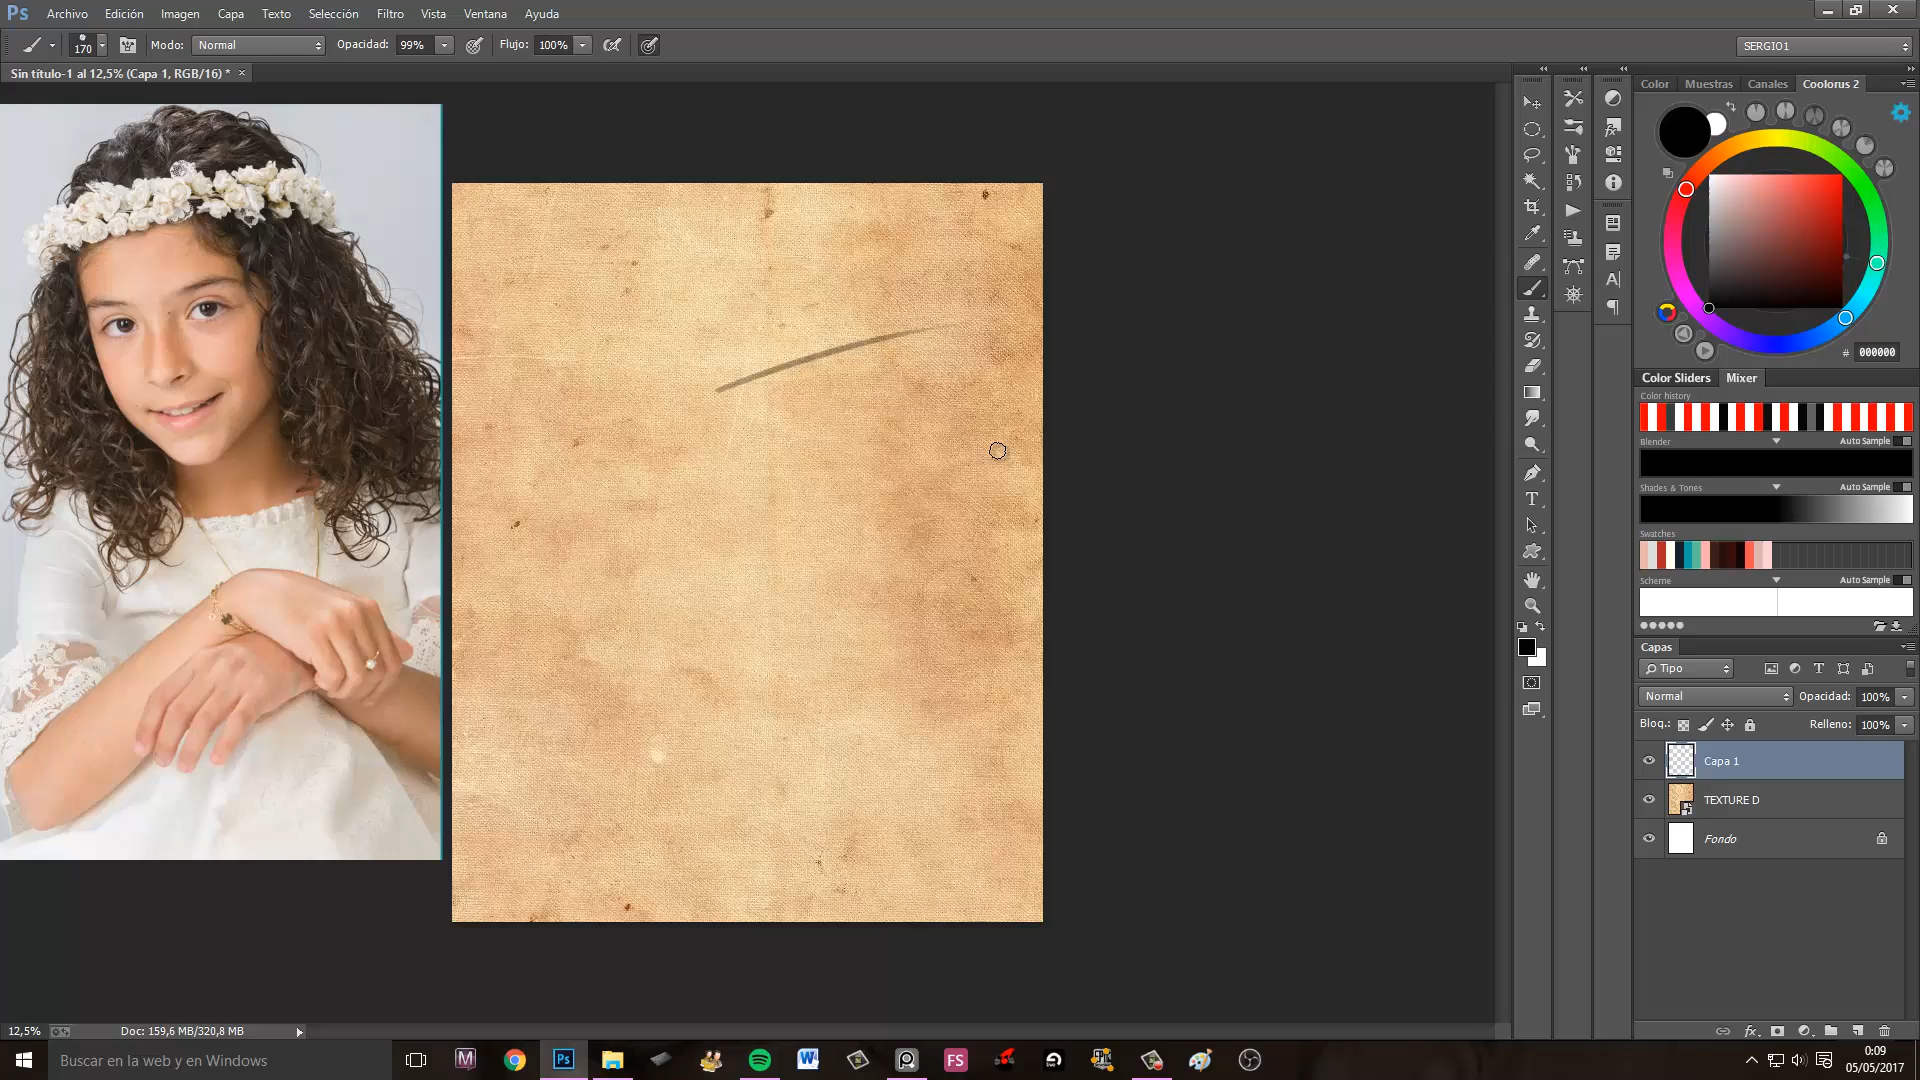 Ps Archivo Edición Imagen Capa Texto Selección Filtro Vista Ventana Ayuda
170 Modo: Normal Opacidad: 99% Flujo: 100% SERGIO1
Sin título-1 al 12,5% (Capa 1, RGB/16) * ×
Color Muestras Canales Coolorus 2
# 000000
Color Sliders Mixer
Color history
Blender Auto Sample
Shades & Tones Auto Sample
Swatches
Scheme Auto Sample
Capas
Tipo
Normal Opacidad: 100%
Bloq.: Relleno: 100%
Capa 1
TEXTURE D
Fondo
12,5% Doc: 159,6 MB/320,8 MB
Buscar en la web y en Windows
Ps
FS
0:09
05/05/2017